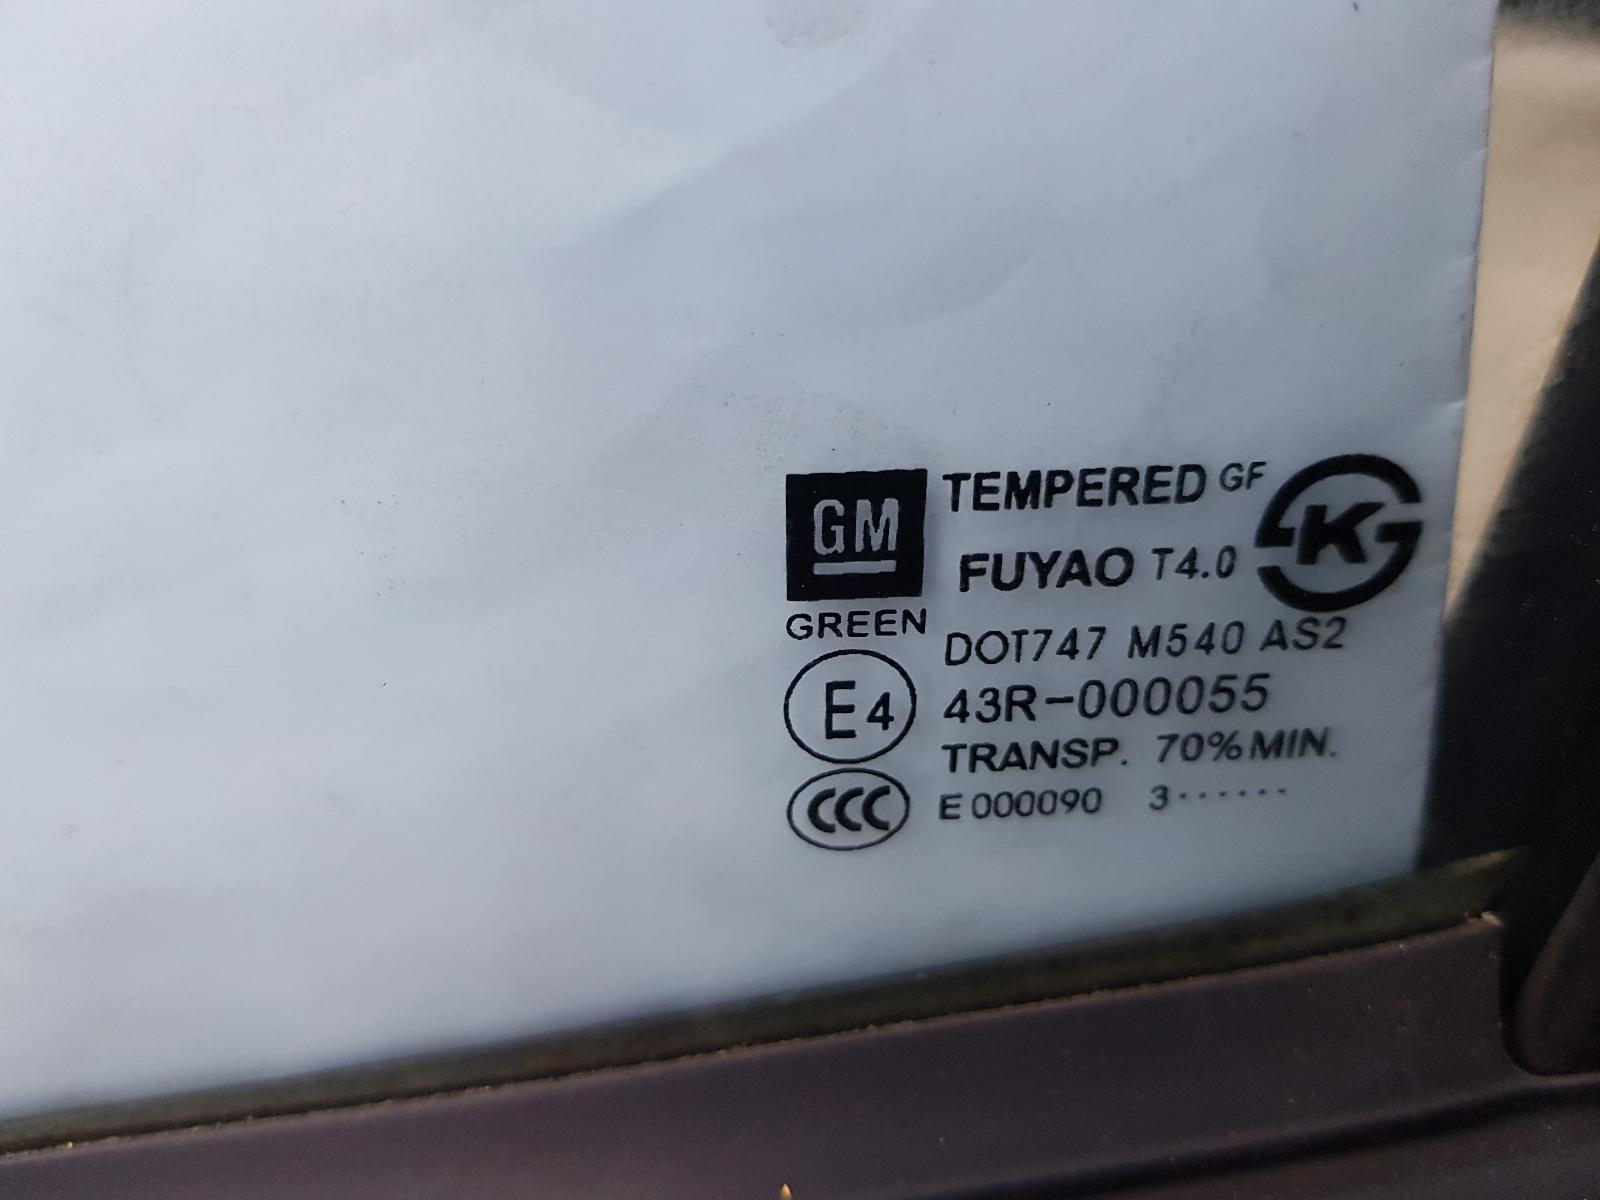 GM TEMPERED GF
FUYAO T4.0 K
GREEN
DOT747 M540 AS2
E4 43R-000055
TRANSP. 70%MIN.
CCC E000090 3······